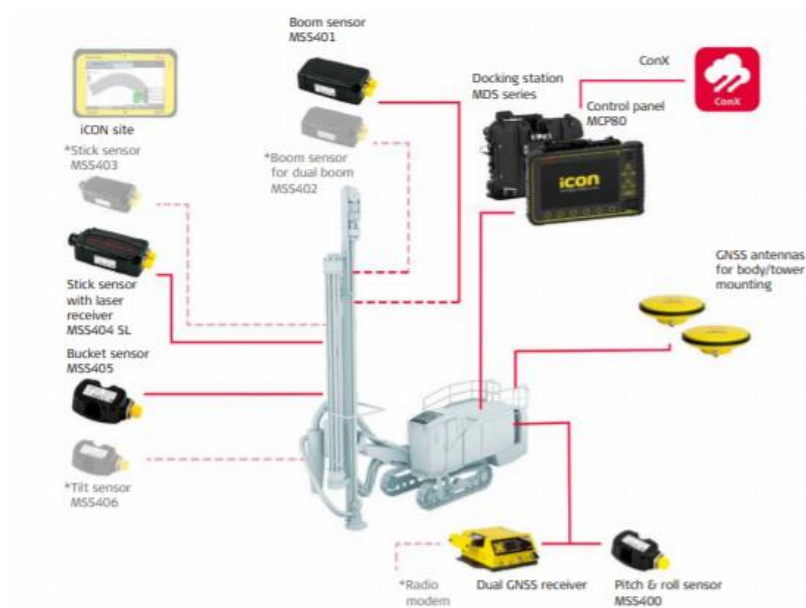 Boom sensor
MSS401
ConX
Docking station
MDS series
ConX
Control panel
MCP80
iCON site
*Stick sensor
MSS403
*Boom sensor
for dual boom
MSS402
icon
GNSS antennas
for body/tower
mounting
Stick sensor
with laser
receiver
MSS404 SL
Bucket sensor
MSS405
*Tilt sensor
MSS406
*Radio
modem
Dual GNSS receiver
Pitch & roll sensor
MSS400